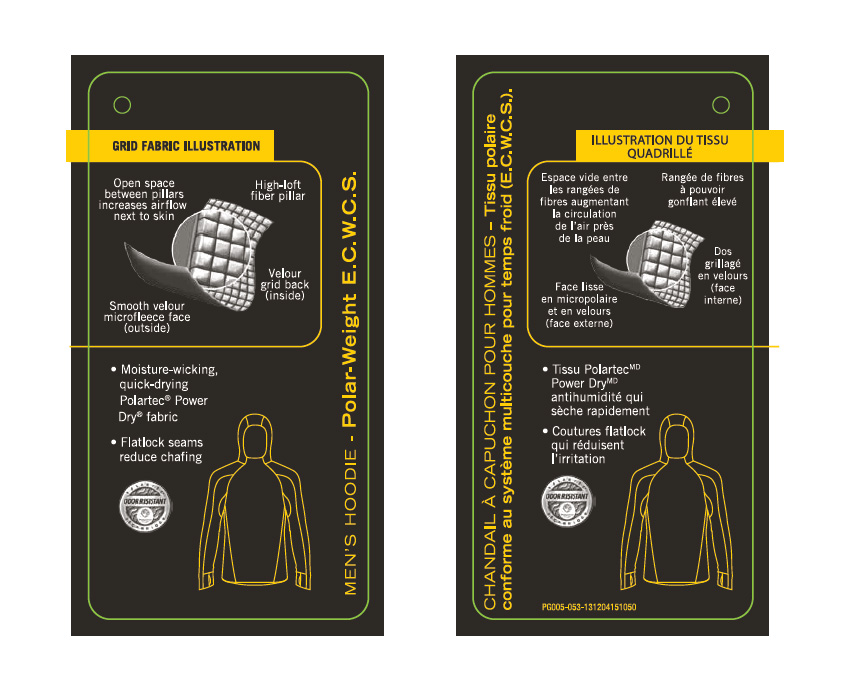 GRID FABRIC ILLUSTRATION
Open space
between pillars
increases airflow
next to skin
High-loft
fiber pillar
Velour
grid back
(inside)
Smooth velour
microfleece face
(outside)
• Moisture-wicking,
quick-drying
Polartec® Power
Dry® fabric
• Flatlock seams
reduce chafing
ODOR RESISTANT
MEN'S HOODIE - Polar-Weight E.C.W.C.S.
CHANDAIL À CAPUCHON POUR HOMMES - Tissu polaire
conforme au système multicouche pour temps froid (E.C.W.C.S.).
ILLUSTRATION DU TISSU
QUADRILLÉ
Espace vide entre
les rangées de
fibres augmentant
la circulation
de l'air près
de la peau
Rangée de fibres
à pouvoir
gonflant élevé
Dos
grillagé
en velours
(face
interne)
Face lisse
en micropolaire
et en velours
(face externe)
• Tissu Polartec MD
Power Dry MD
antihumidité qui
sèche rapidement
• Coutures flatlock
qui réduisent
l'irritation
ODOR RESISTANT
PG005-053-131204151050